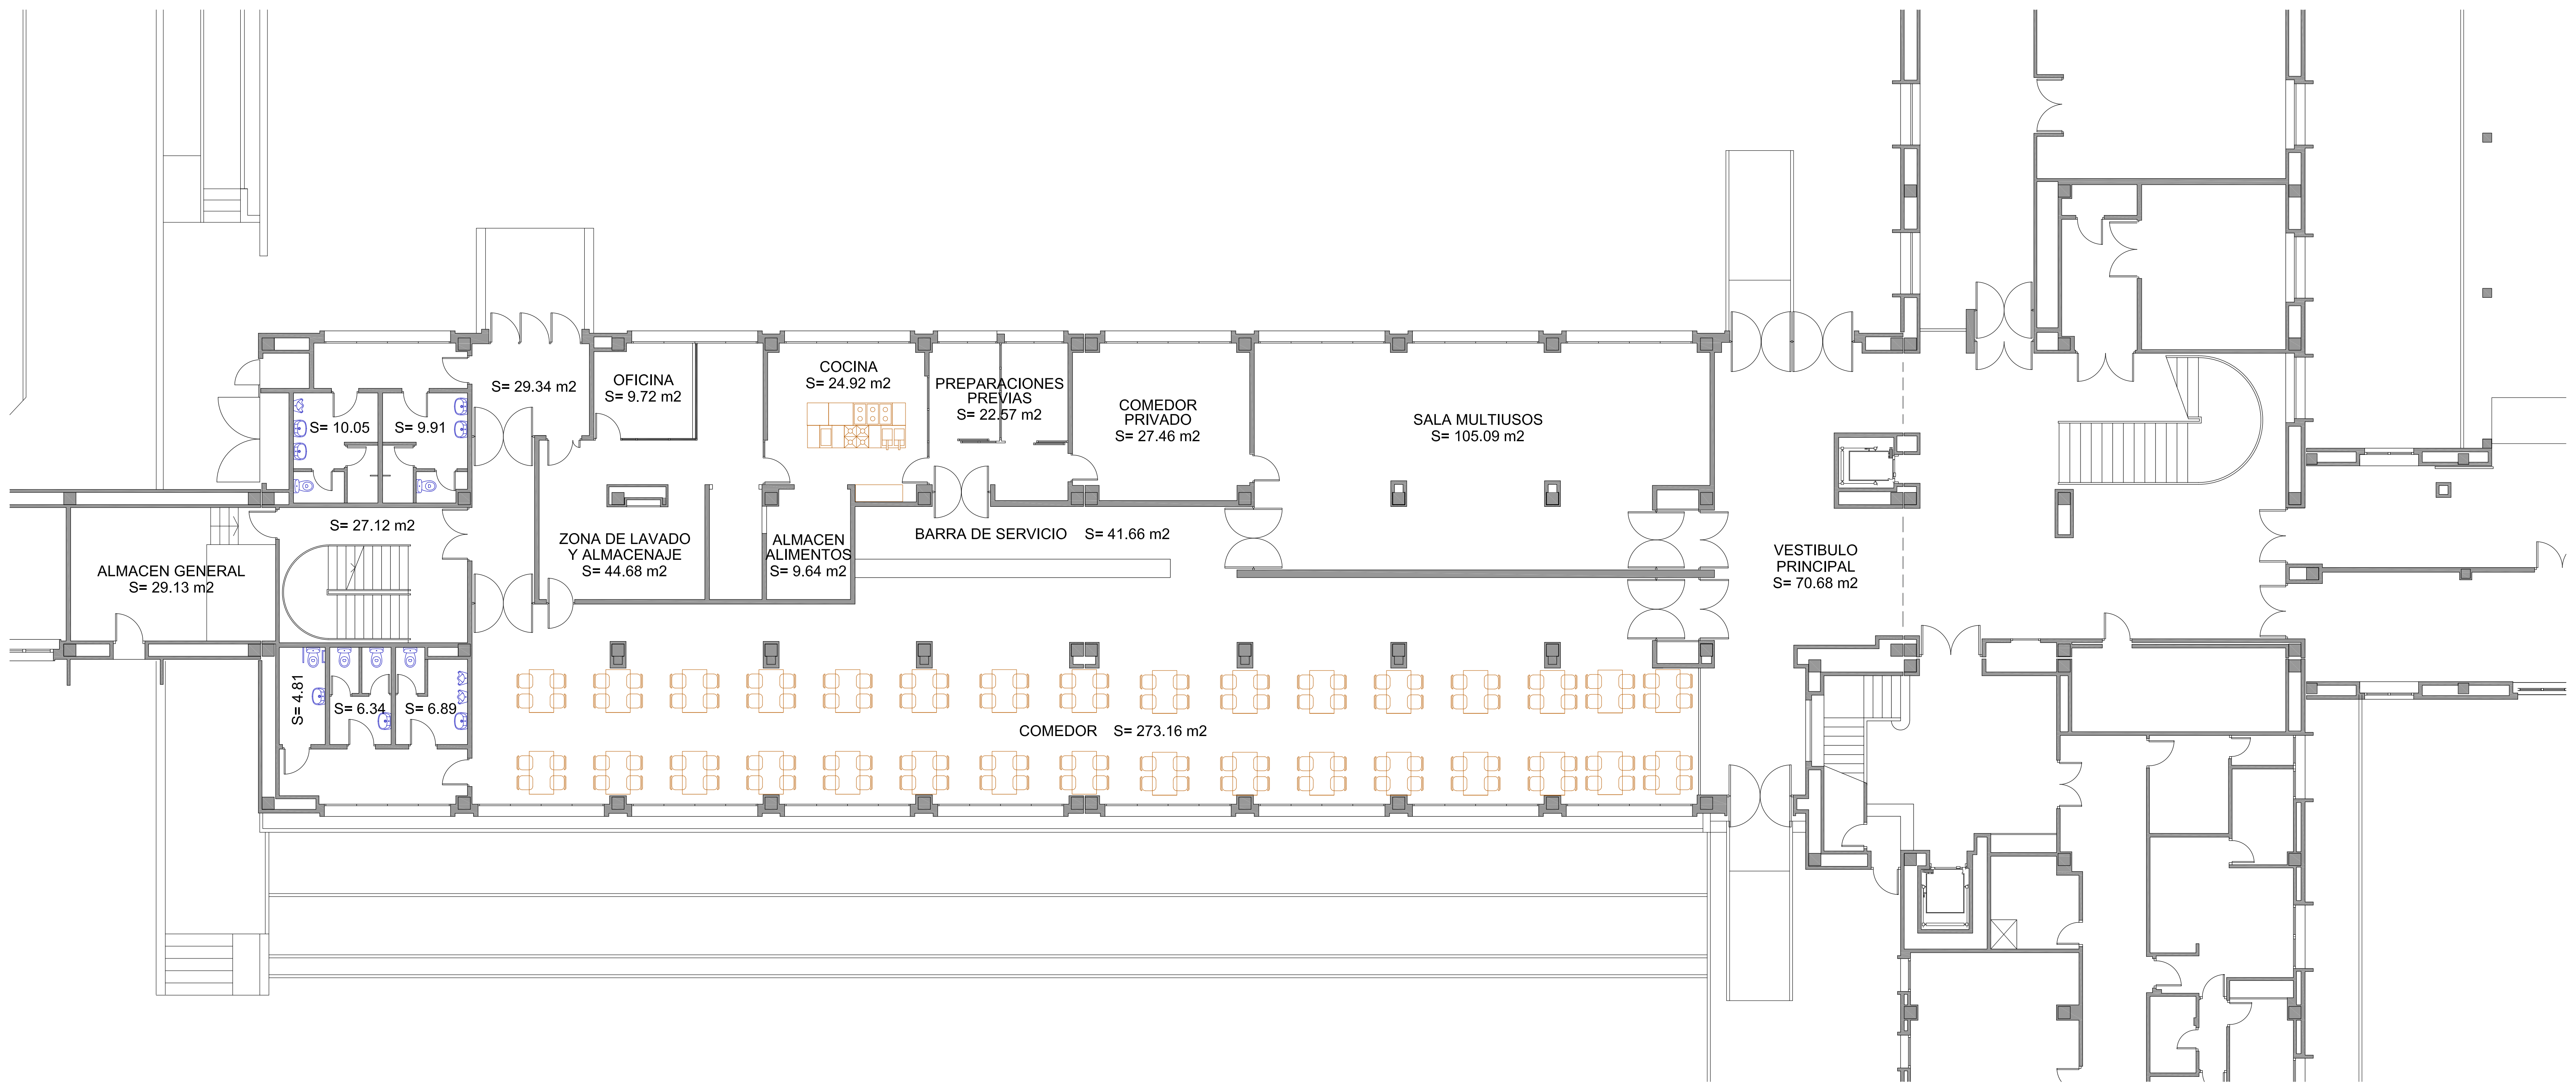 S= 29.34 m2
OFICINA
S= 9.72 m2
COCINA
S= 24.92 m2
PREPARACIONES
PREVIAS
S= 22.57 m2
COMEDOR
PRIVADO
S= 27.46 m2
SALA MULTIUSOS
S= 105.09 m2
S= 10.05
S= 9.91
S= 27.12 m2
ALMACEN GENERAL
S= 29.13 m2
ZONA DE LAVADO
Y ALMACENAJE
S= 44.68 m2
ALMACEN
ALIMENTOS
S= 9.64 m2
BARRA DE SERVICIO S= 41.66 m2
VESTIBULO
PRINCIPAL
S= 70.68 m2
S= 4.81
S= 6.34
S= 6.89
COMEDOR S= 273.16 m2